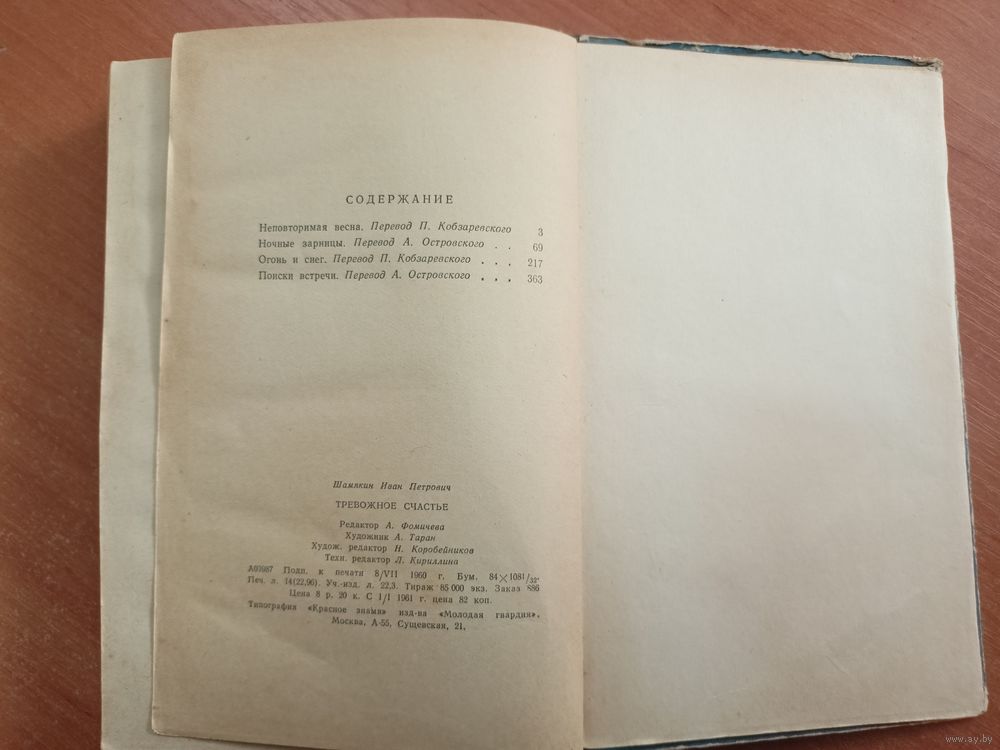 СОДЕРЖАНИЕ
Неповторимая весна. Перевод П. Кобзаревского 3
Ночные зарницы. Перевод А. Островского . . 69
Огонь и снег. Перевод П. Кобзаревского . . . 217
Поиски встречи. Перевод А. Островского . . . 363
Шамякин Иван Петрович
ТРЕВОЖНОЕ СЧАСТЬЕ
Редактор А. Фомичева
Художник А. Таран
Худож. редактор Н. Коробейников
Техн. редактор Л. Кириллина
А03987 Подп. к печати 8/VII 1960 г. Бум. 84×1081/32.
Печ. л. 14(22,96). Уч.-изд. л. 22,3. Тираж 85 000 экз. Заказ 886
Цена 8 р. 20 к. С 1/I 1961 г. цена 82 коп.
Типография «Красное знамя» изд-ва «Молодая гвардия».
Москва, А-55, Сущевская, 21.
www.ay.by